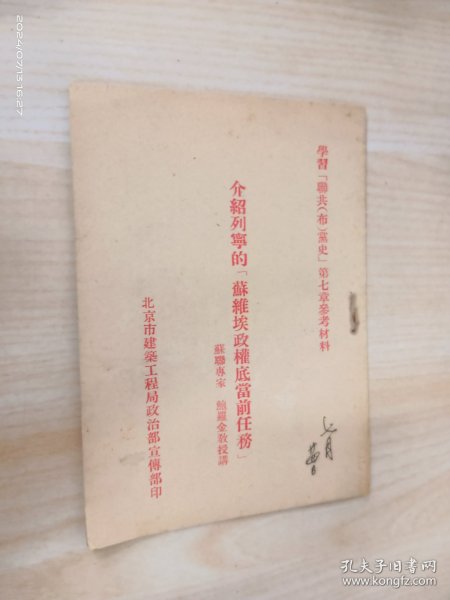 學習「聯共(布)黨史」第七章參考材料
介紹列寧的「蘇維埃政權底當前任務」
蘇聯專家 鮑羅金教授講
北京市建築工程局政治部宣傳部印
2024/07/15 16:27
孔夫子旧书网
www.kongfz.com